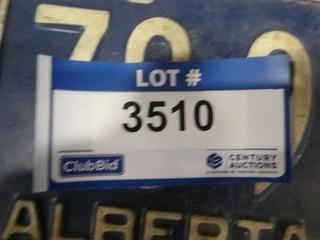 LOT #
3510
ClubBid
CENTURY
AUCTIONS
ALBERTA